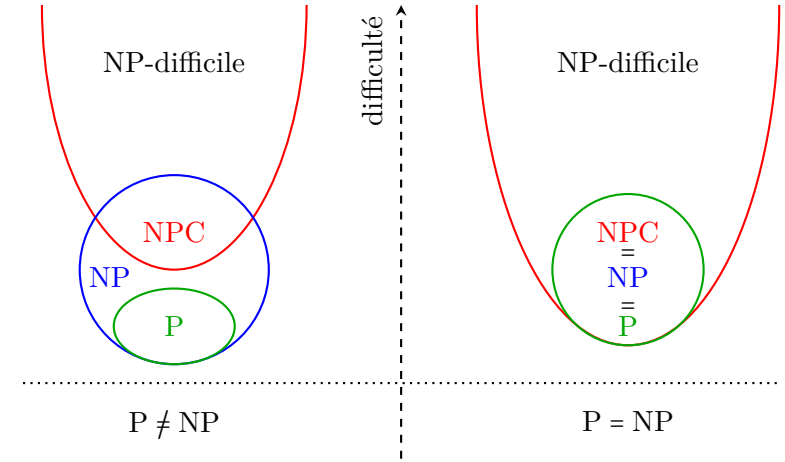 NP-difficile
NPC
NP
P
P ≠ NP
difficulté
NP-difficile
NPC
=
NP
=
P
P = NP